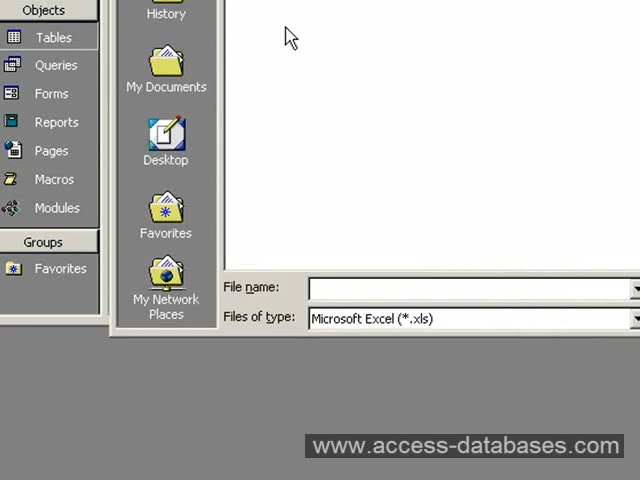 Objects
Tables
Queries
Forms
Reports
Pages
Macros
Modules
Groups
Favorites
History
My Documents
Desktop
Favorites
My Network
Places
File name:
Files of type: Microsoft Excel (*.xls)
www.access-databases.com